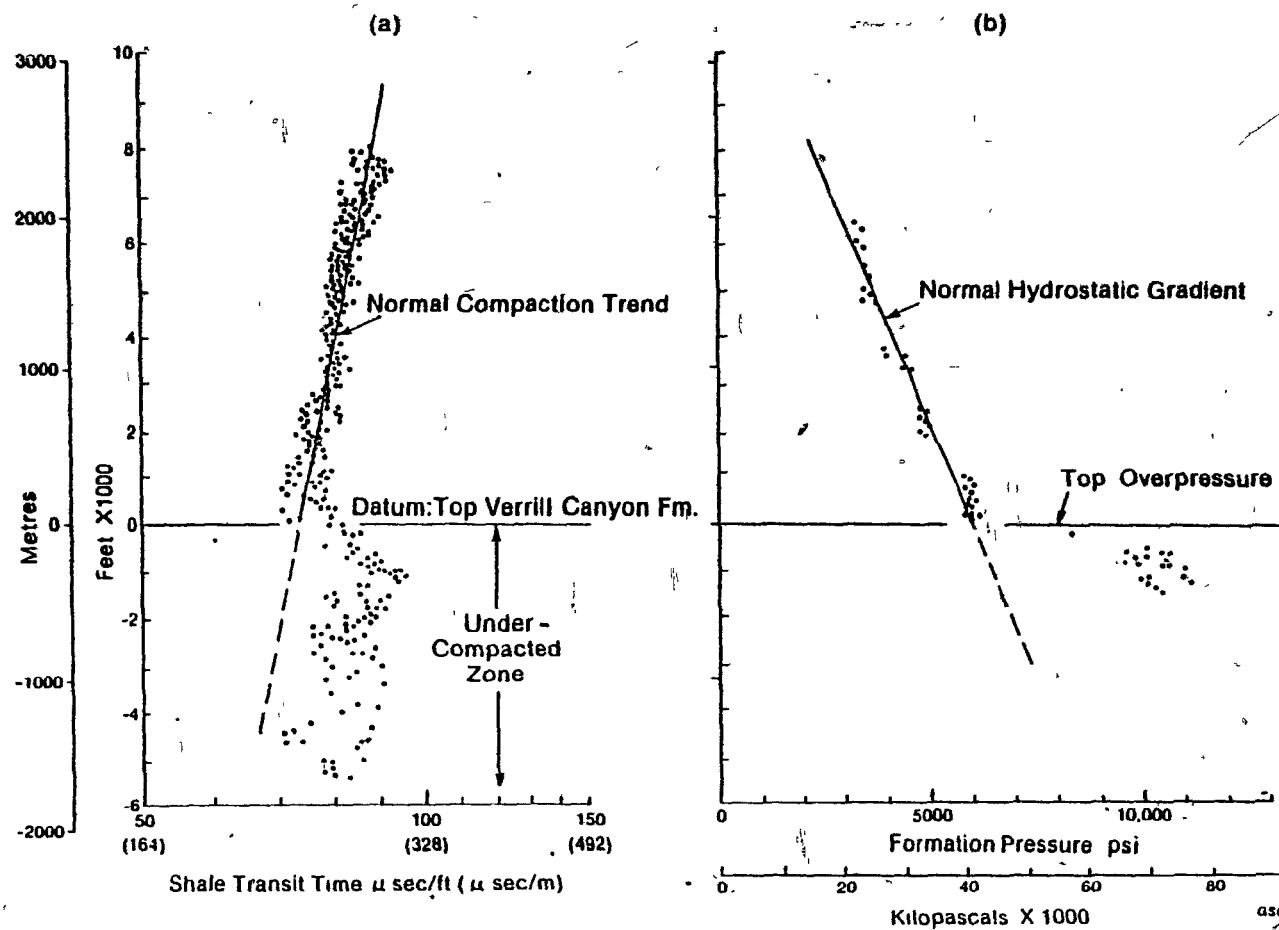 (a)
(b)
3000
2000
1000
0
-1000
-2000
Metres
10
8
6
4
2
0
-2
-4
-6
Feet X1000
Normal Compaction Trend
Datum: Top Verrill Canyon Fm.
Under-
Compacted
Zone
50
100
150
(164)
(328)
(492)
Shale Transit Time μ sec/ft (μ sec/m)
Normal Hydrostatic Gradient
Top Overpressure
0
5000
10,000
Formation Pressure psi
0
20
40
60
80
Kilopascals X 1000